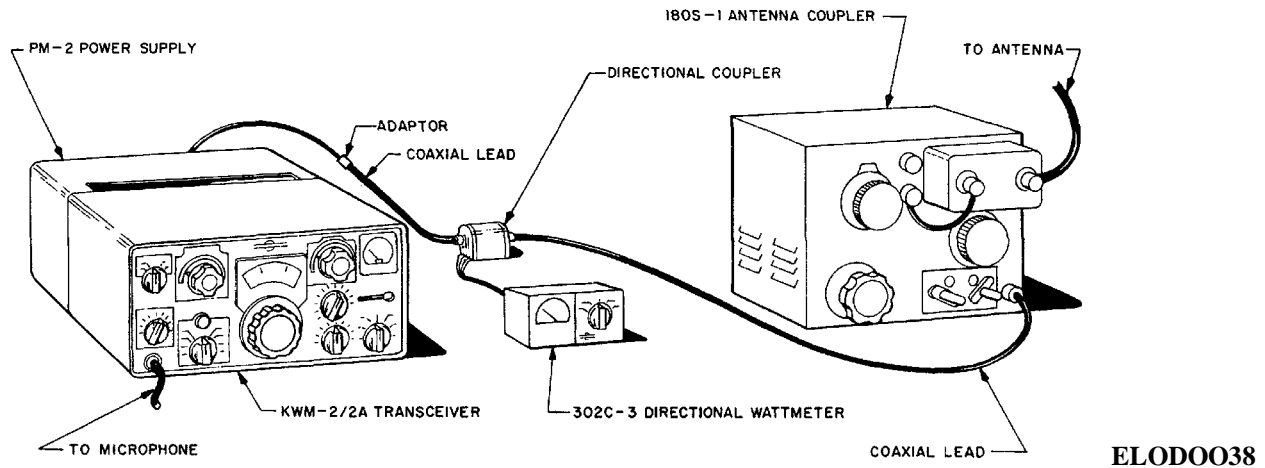 180S-1 ANTENNA COUPLER
PM-2 POWER SUPPLY
TO ANTENNA
DIRECTIONAL COUPLER
ADAPTOR
COAXIAL LEAD
KWM-2/2A TRANSCEIVER
302C-3 DIRECTIONAL WATTMETER
TO MICROPHONE
COAXIAL LEAD
ELODOO38